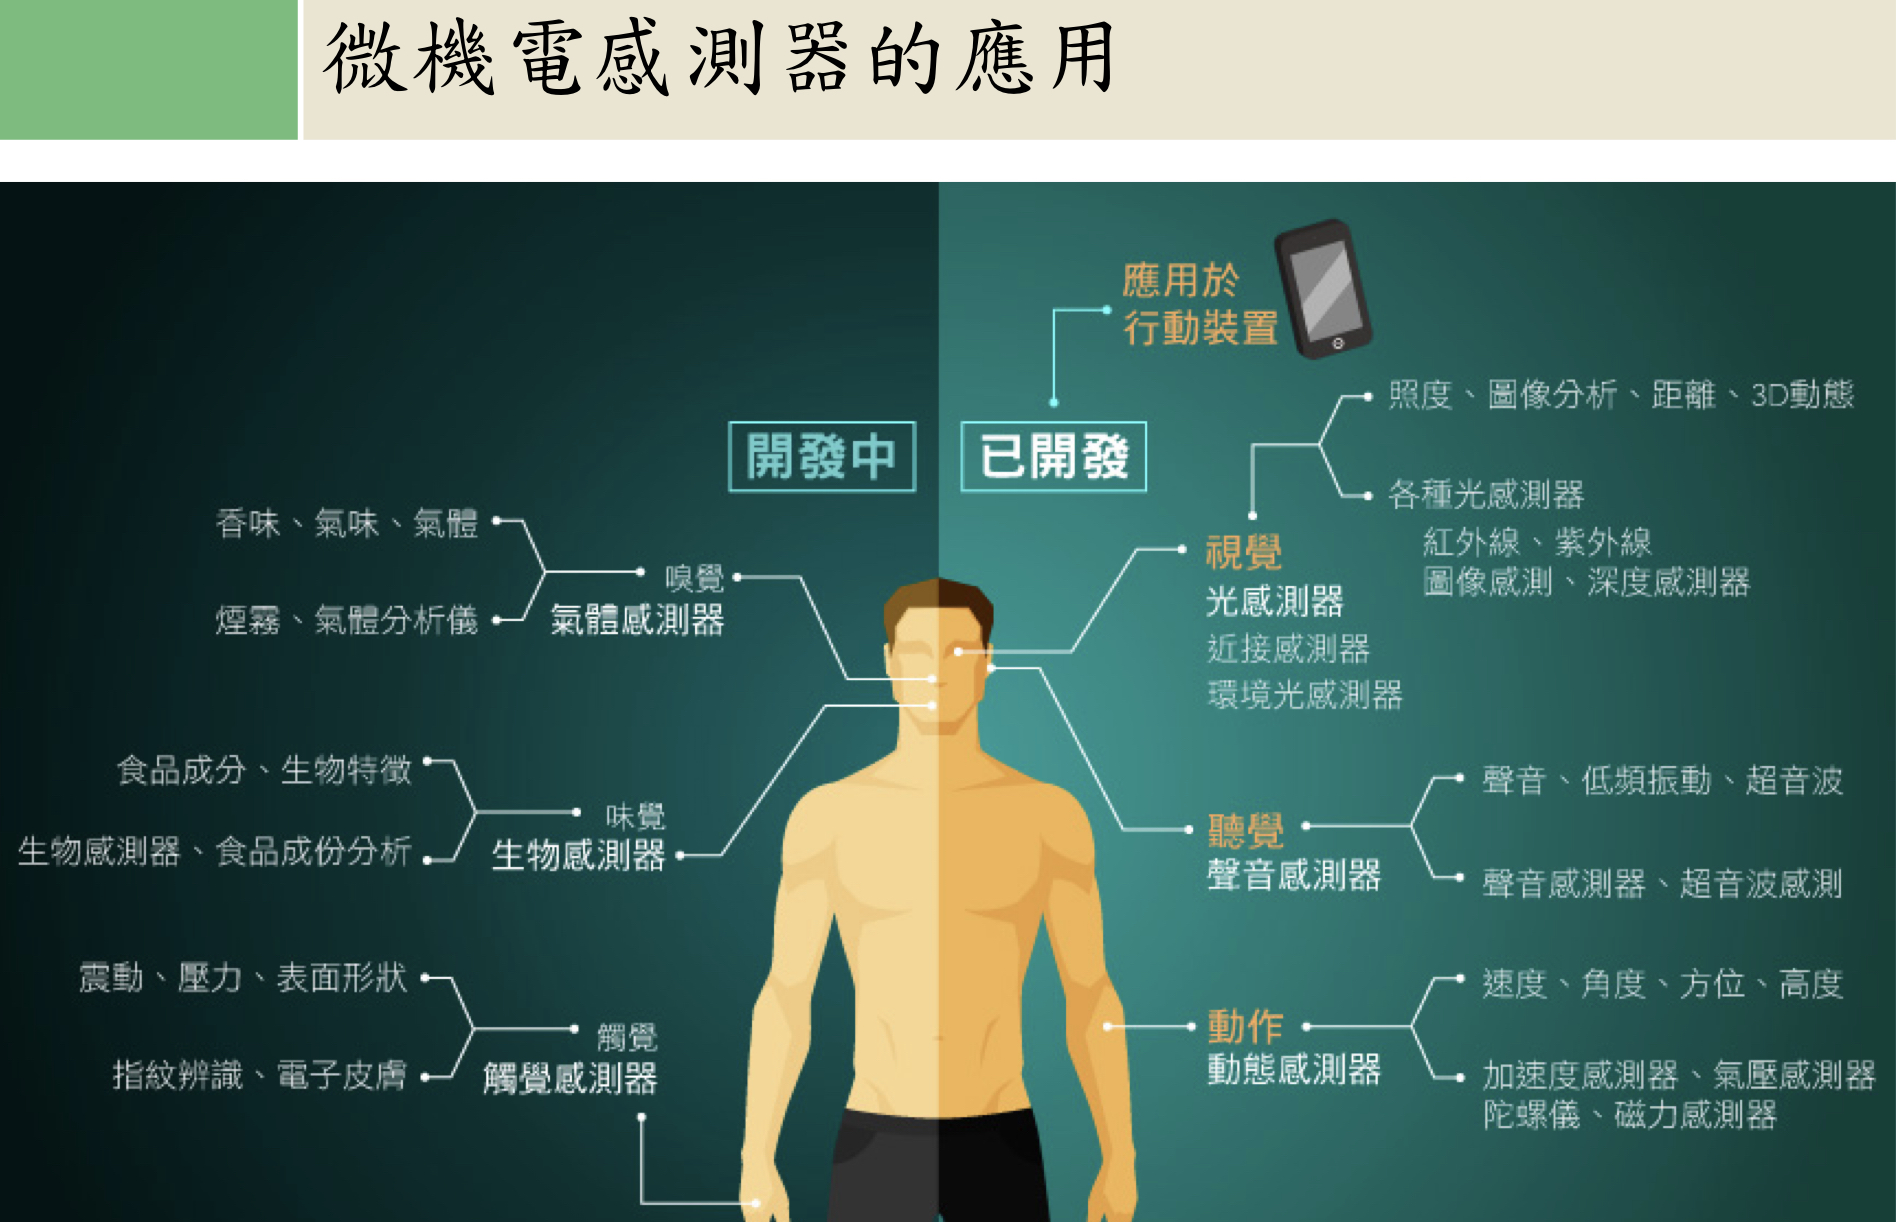 微機電感測器的應用
應用於
行動裝置
開發中
已開發
香味、氣味、氣體
煙霧、氣體分析儀
嗅覺
氣體感測器
食品成分、生物特徵
生物感測器、食品成份分析
味覺
生物感測器
震動、壓力、表面形狀
指紋辨識、電子皮膚
觸覺
觸覺感測器
照度、圖像分析、距離、3D動態
各種光感測器
紅外線、紫外線
圖像感測、深度感測器
視覺
光感測器
近接感測器
環境光感測器
聲音、低頻振動、超音波
聽覺
聲音感測器
聲音感測器、超音波感測
速度、角度、方位、高度
動作
動態感測器
加速度感測器、氣壓感測器
陀螺儀、磁力感測器